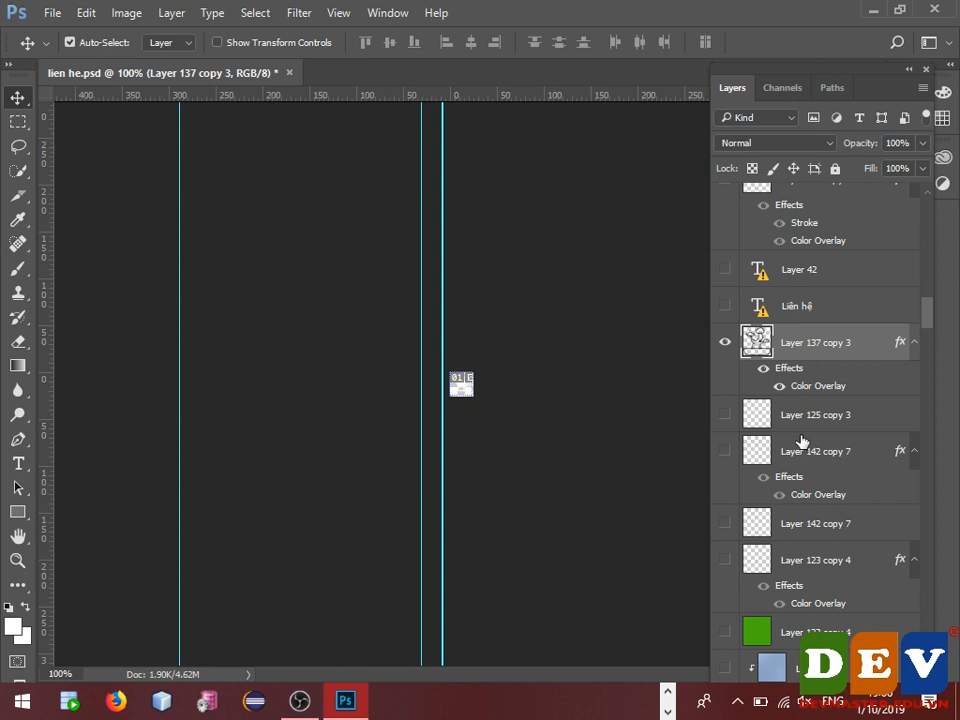 Ps File Edit Image Layer Type Select Filter View Window Help
Auto-Select: Layer Show Transform Controls
lien he.psd @ 100% (Layer 137 copy 3, RGB/8) * ×
400 350 300 250 200 150 100 50 0 50 100 150 200 250
Layers Channels Paths
Kind
Normal Opacity: 100%
Lock: Fill: 100%
Effects
Stroke
Color Overlay
Layer 42
Liên hệ
Layer 137 copy 3 fx
Effects
Color Overlay
Layer 125 copy 3
Layer 142 copy 7 fx
Effects
Color Overlay
Layer 142 copy 7
Layer 123 copy 4 fx
Effects
Color Overlay
01 E
100% Doc: 1.90K/4.62M
DEV
Ps ENG
1/10/2019